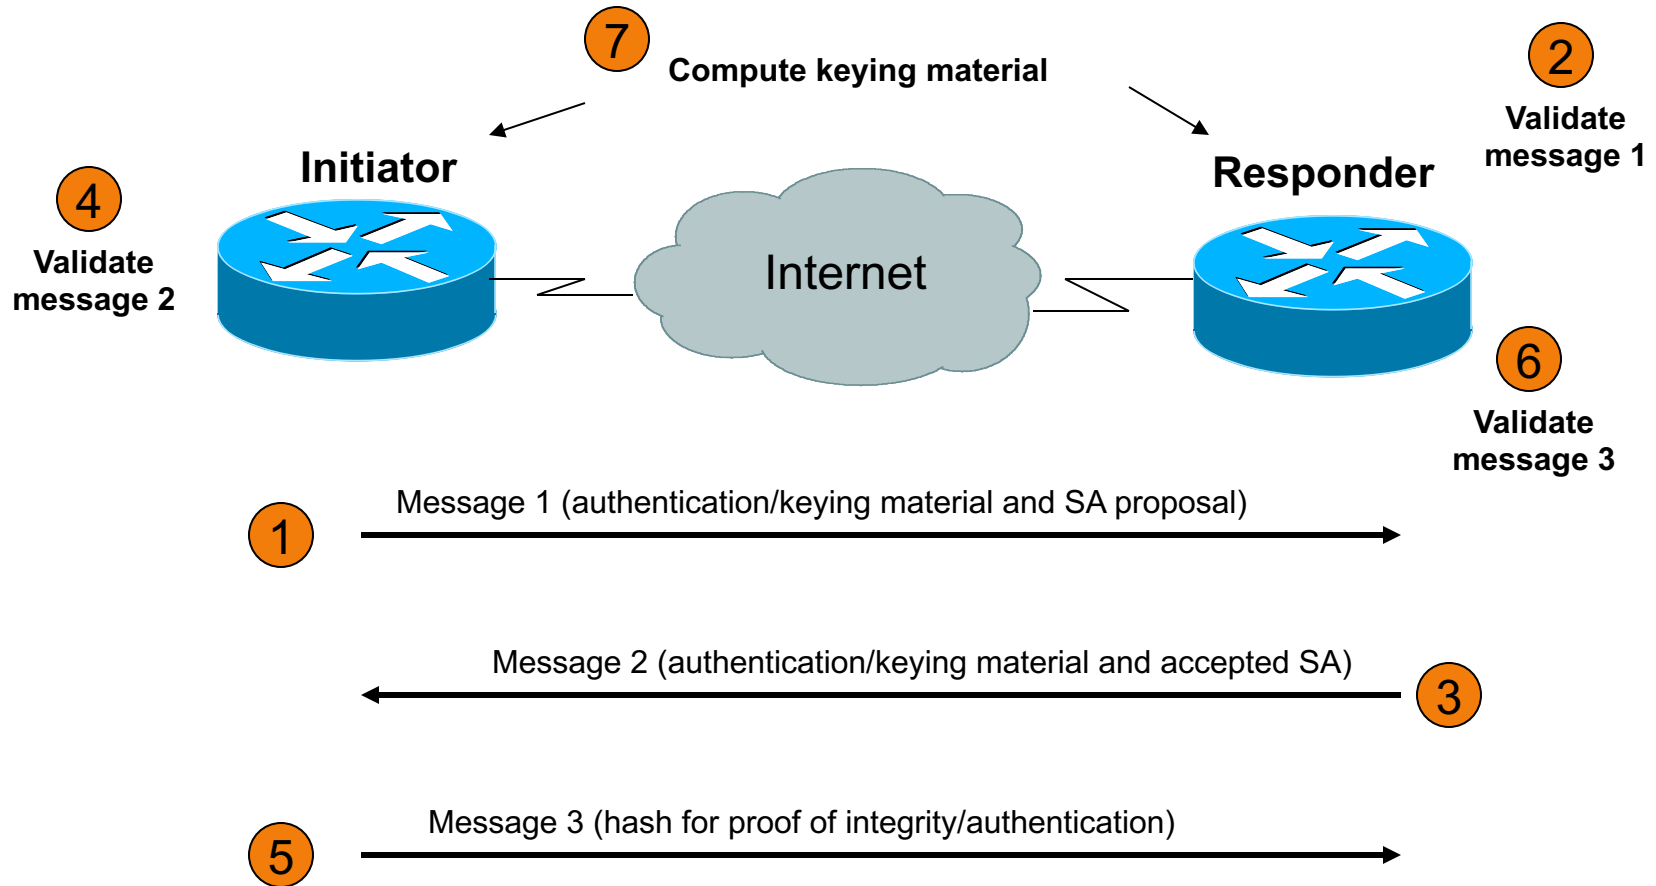 7
Compute keying material
2
Validate
message 1
Initiator
Responder
4
Validate
message 2
Internet
6
Validate
message 3
Message 1 (authentication/keying material and SA proposal)
1
Message 2 (authentication/keying material and accepted SA)
3
Message 3 (hash for proof of integrity/authentication)
5